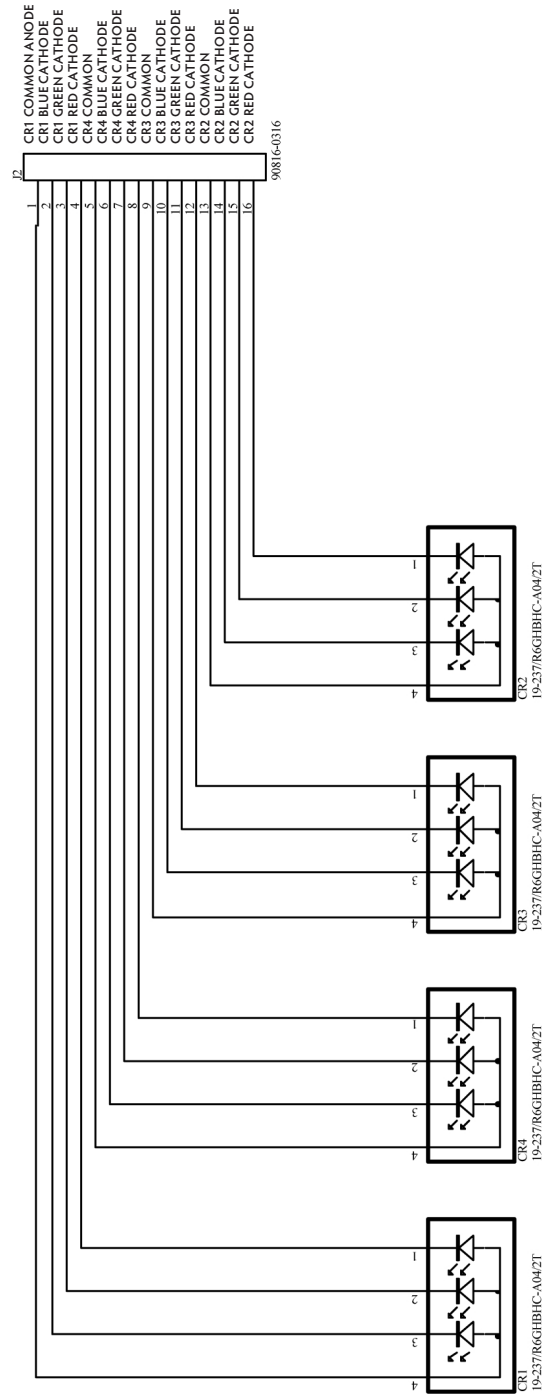 J2
CR1 COMMON ANODE
CR1 BLUE CATHODE
CR1 GREEN CATHODE
CR1 RED CATHODE
CR4 COMMON
CR4 BLUE CATHODE
CR4 GREEN CATHODE
CR4 RED CATHODE
CR3 COMMON
CR3 BLUE CATHODE
CR3 GREEN CATHODE
CR3 RED CATHODE
CR2 COMMON
CR2 BLUE CATHODE
CR2 GREEN CATHODE
CR2 RED CATHODE
90816-0316
1
2
3
4
5
6
7
8
9
10
11
12
13
14
15
16
4
3
2
1
CR1
19-237/R6GHBHC-A04/2T
4
3
2
1
CR4
19-237/R6GHBHC-A04/2T
4
3
2
1
CR3
19-237/R6GHBHC-A04/2T
4
3
2
1
CR2
19-237/R6GHBHC-A04/2T